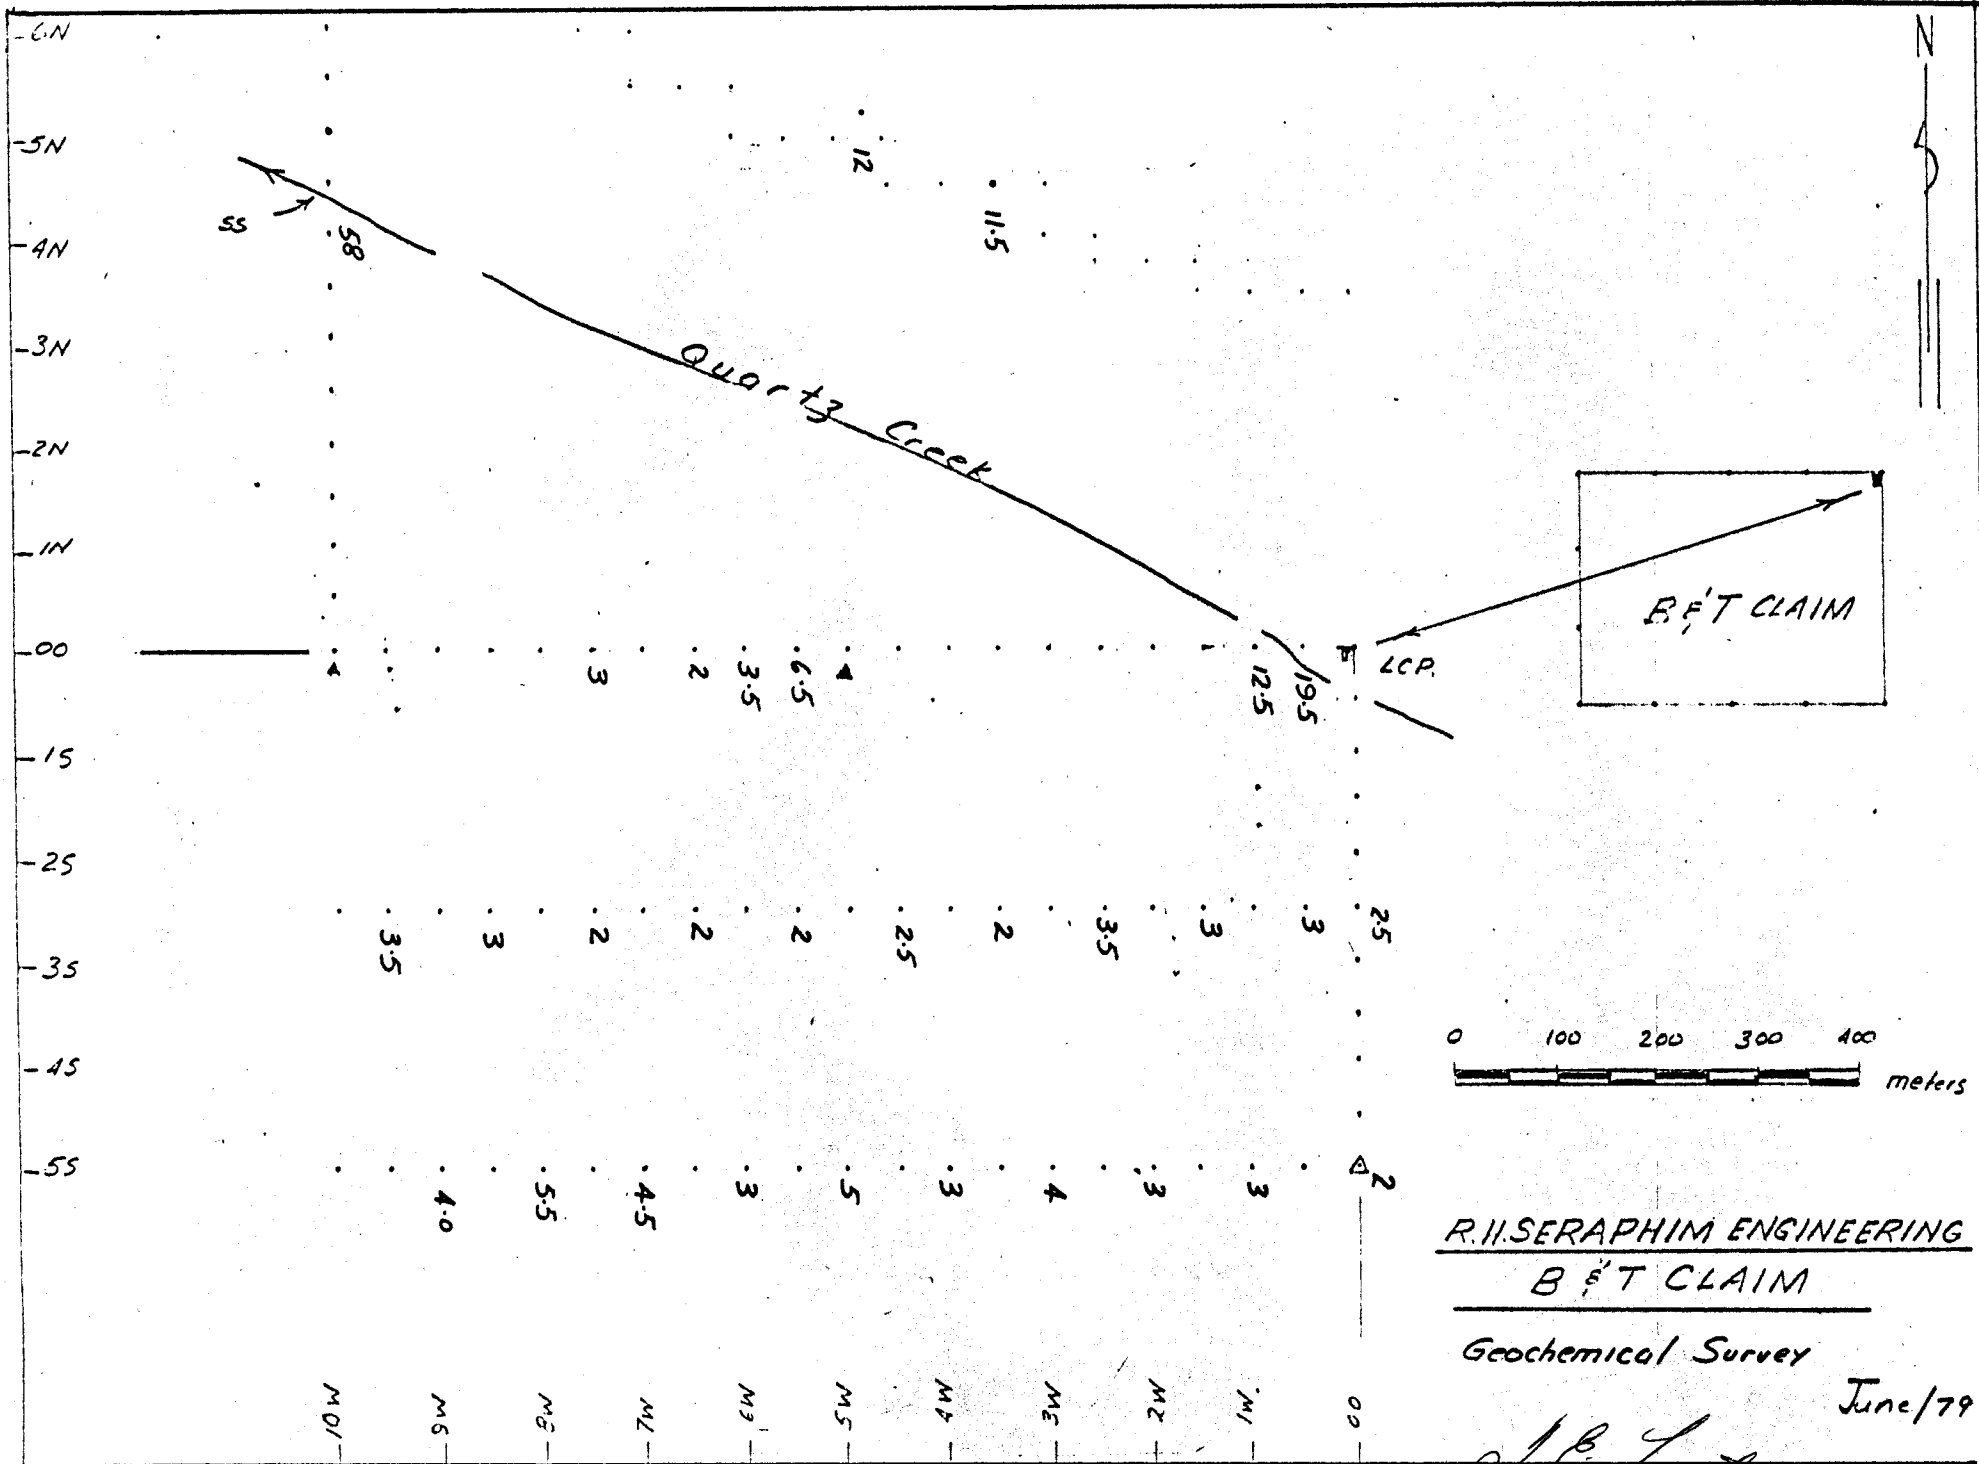 6N
5N
4N
3N
2N
1N
00
1S
2S
3S
4S
5S
N
12
11.5
SS
58
Quartz Creek
B & T CLAIM
LCP.
3
2
3.5
6.5
12.5
19.5
3.5
3
2
2
2
2.5
2
3.5
3
3
2.5
0 100 200 300 400
meters
4.0
5.5
4.5
3
5
3
4
3
3
2
R.H. SERAPHIM ENGINEERING
B & T CLAIM
Geochemical Survey
June/79
10W 9W 8W 7W 6W 5W 4W 3W 2W 1W 00